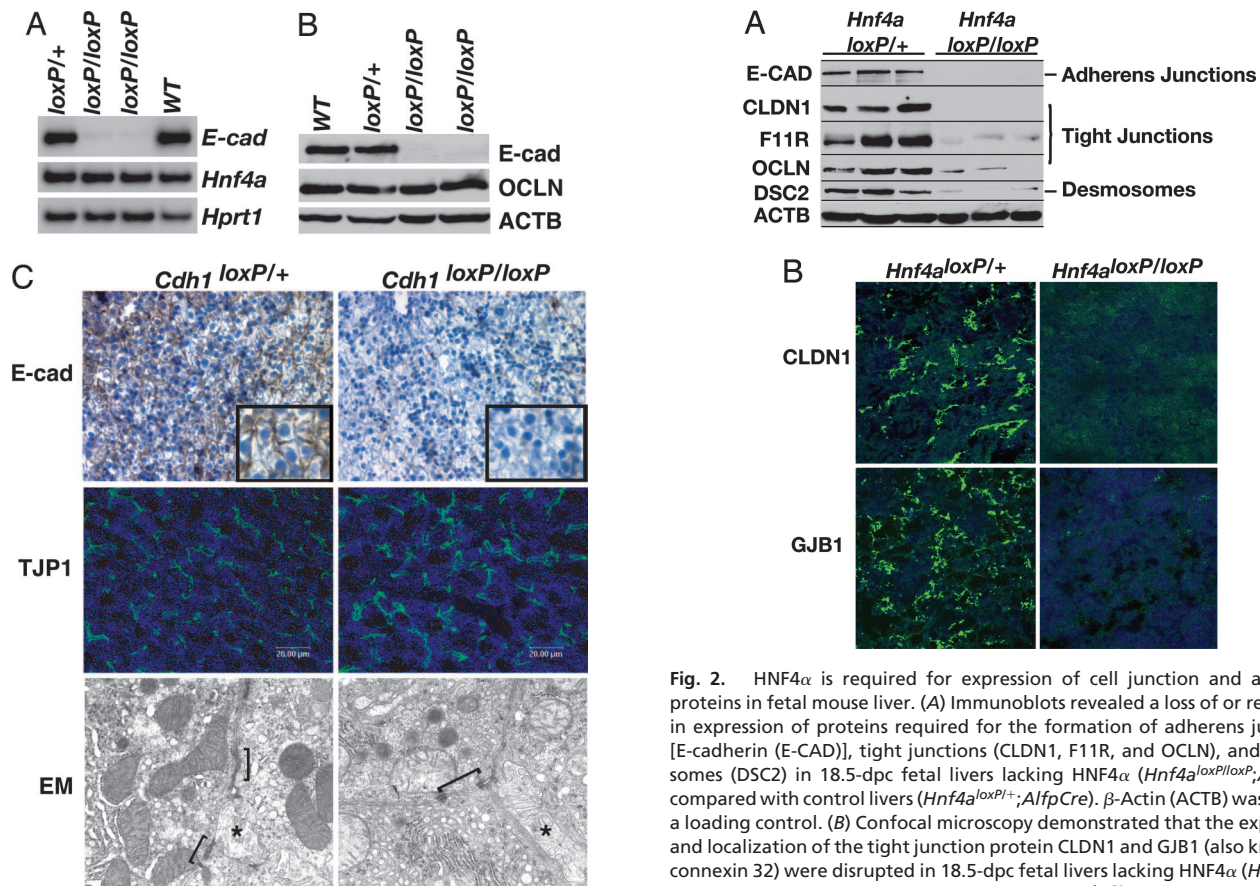 A
loxP/+
loxP/loxP
loxP/loxP
WT
E-cad
Hnf4a
Hprt1
B
WT
loxP/+
loxP/loxP
loxP/loxP
E-cad
OCLN
ACTB
C
Cdh1 loxP/+
Cdh1 loxP/loxP
E-cad
TJP1
20.00 µm
20.00 µm
EM
*
*
A
Hnf4a loxP/+
Hnf4a loxP/loxP
E-CAD
Adherens Junctions
CLDN1
F11R
Tight Junctions
OCLN
DSC2
Desmosomes
ACTB
B
Hnf4a loxP/+
Hnf4a loxP/loxP
CLDN1
GJB1
Fig. 2. HNF4α is required for expression of cell junction and a
proteins in fetal mouse liver. (A) Immunoblots revealed a loss of or re
in expression of proteins required for the formation of adherens ju
[E-cadherin (E-CAD)], tight junctions (CLDN1, F11R, and OCLN), and
somes (DSC2) in 18.5-dpc fetal livers lacking HNF4α (Hnf4a loxP/loxP;
compared with control livers (Hnf4a loxP/+;AlfpCre). β-Actin (ACTB) was
a loading control. (B) Confocal microscopy demonstrated that the exp
and localization of the tight junction protein CLDN1 and GJB1 (also k
connexin 32) were disrupted in 18.5-dpc fetal livers lacking HNF4α (H